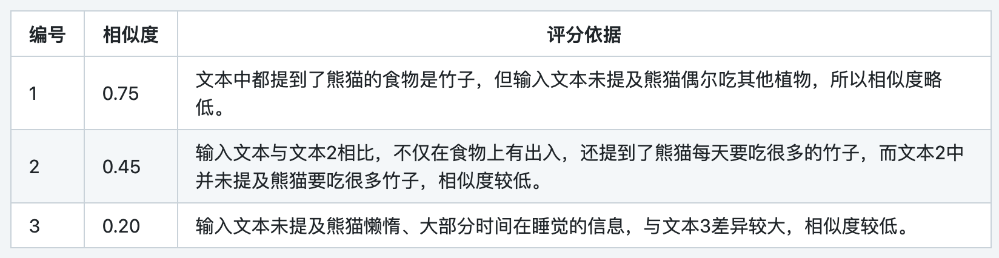 编号 相似度 评分依据
1 0.75 文本中都提到了熊猫的食物是竹子，但输入文本未提及熊猫偶尔吃其他植物，所以相似度略
低。
2 0.45 输入文本与文本2相比，不仅在食物上有出入，还提到了熊猫每天要吃很多的竹子，而文本2中
并未提及熊猫要吃很多竹子，相似度较低。
3 0.20 输入文本未提及熊猫懒惰、大部分时间在睡觉的信息，与文本3差异较大，相似度较低。